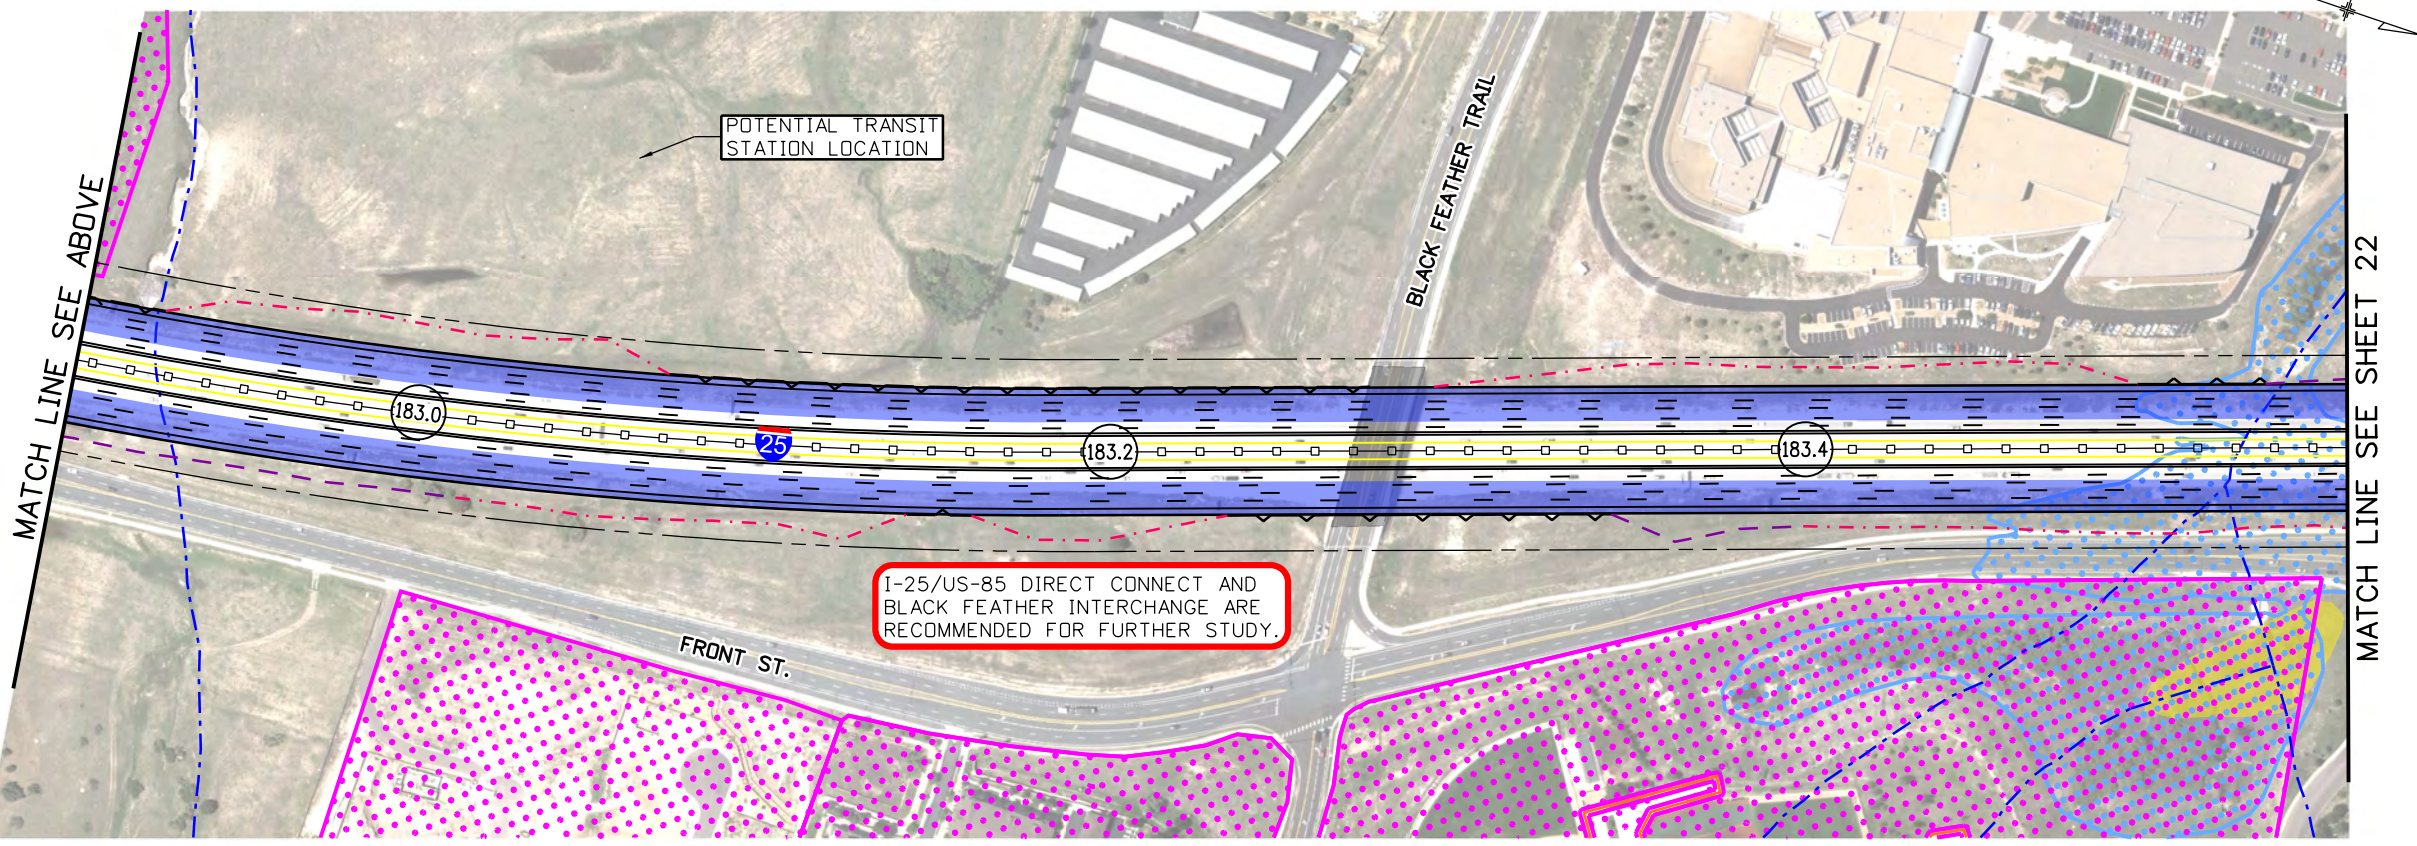 MATCH LINE SEE ABOVE
POTENTIAL TRANSIT
STATION LOCATION
BLACK FEATHER TRAIL
183.0
25
183.2
183.4
I-25/US-85 DIRECT CONNECT AND
BLACK FEATHER INTERCHANGE ARE
RECOMMENDED FOR FURTHER STUDY.
FRONT ST.
MATCH LINE SEE SHEET 22